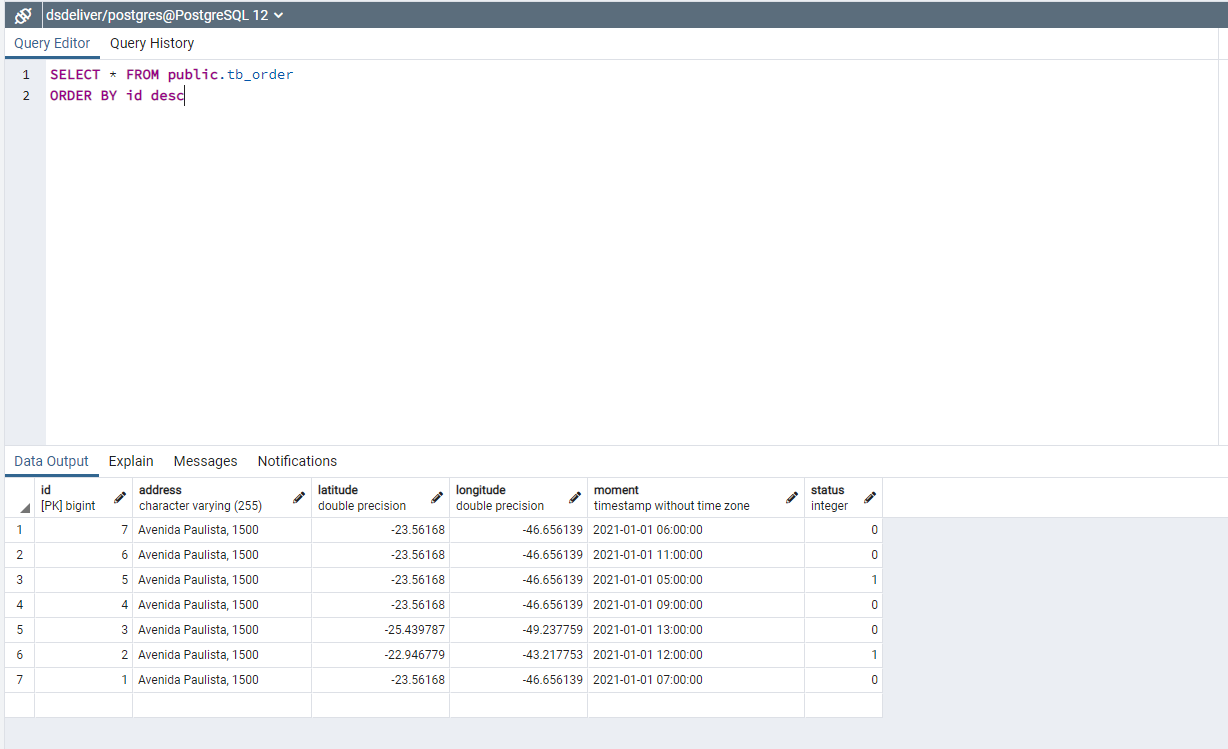 dsdeliver/postgres@PostgreSQL 12
Query Editor Query History
1 SELECT * FROM public.tb_order
2 ORDER BY id desc
Data Output Explain Messages Notifications
id address latitude longitude moment status
[PK] bigint character varying (255) double precision double precision timestamp without time zone integer
1 7 Avenida Paulista, 1500 -23.56168 -46.656139 2021-01-01 06:00:00 0
2 6 Avenida Paulista, 1500 -23.56168 -46.656139 2021-01-01 11:00:00 0
3 5 Avenida Paulista, 1500 -23.56168 -46.656139 2021-01-01 05:00:00 1
4 4 Avenida Paulista, 1500 -23.56168 -46.656139 2021-01-01 09:00:00 0
5 3 Avenida Paulista, 1500 -25.439787 -49.237759 2021-01-01 13:00:00 0
6 2 Avenida Paulista, 1500 -22.946779 -43.217753 2021-01-01 12:00:00 1
7 1 Avenida Paulista, 1500 -23.56168 -46.656139 2021-01-01 07:00:00 0